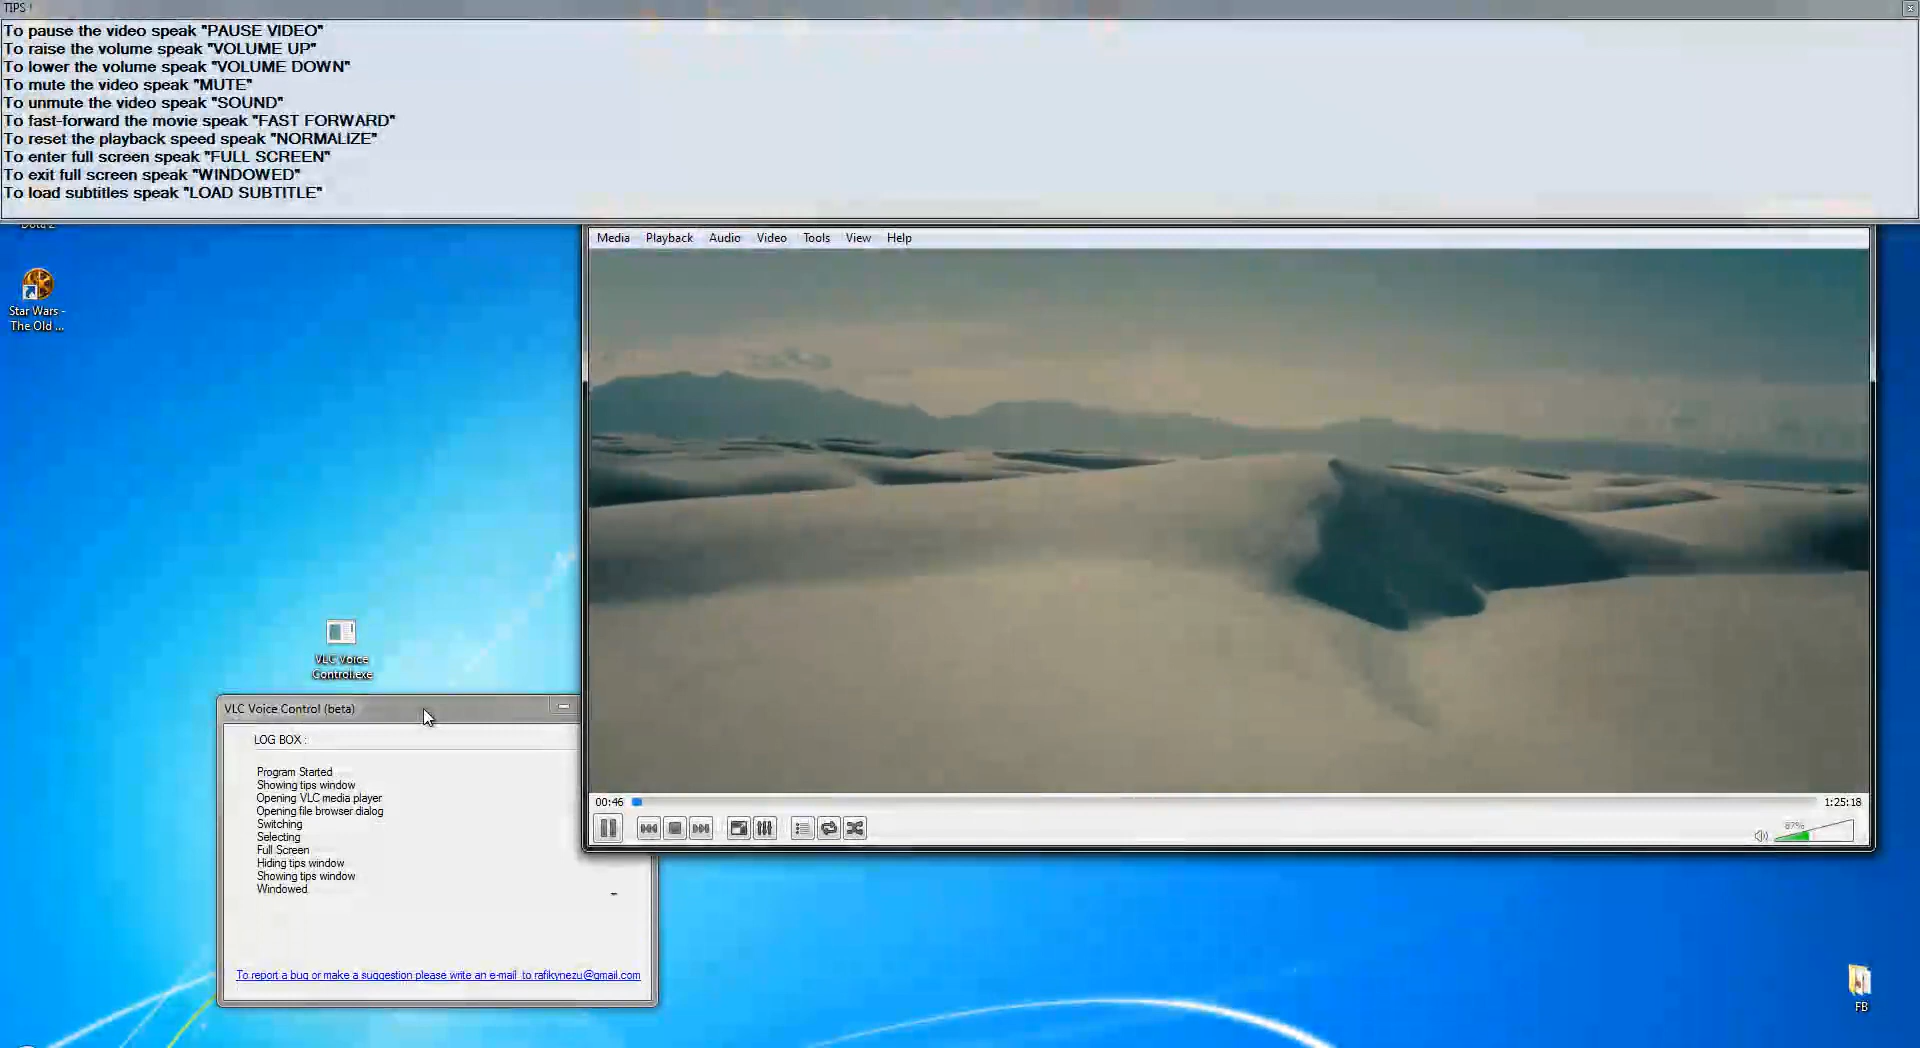 TIPS !
To pause the video speak "PAUSE VIDEO"
To raise the volume speak "VOLUME UP"
To lower the volume speak "VOLUME DOWN"
To mute the video speak "MUTE"
To unmute the video speak "SOUND"
To fast-forward the movie speak "FAST FORWARD"
To reset the playback speed speak "NORMALIZE"
To enter full screen speak "FULL SCREEN"
To exit full screen speak "WINDOWED"
To load subtitles speak "LOAD SUBTITLE"
Media Playback Audio Video Tools View Help
Star Wars -
The Old ...
VLC Voice
Control.exe
VLC Voice Control (beta)
LOG BOX :
Program Started
Showing tips window
Opening VLC media player
Opening file browser dialog
Switching
Selecting
Full Screen
Hiding tips window
Showing tips window
Windowed
To report a bug or make a suggestion please write an e-mail to rafikynezu@gmail.com
00:46
1:25:18
87%
FB